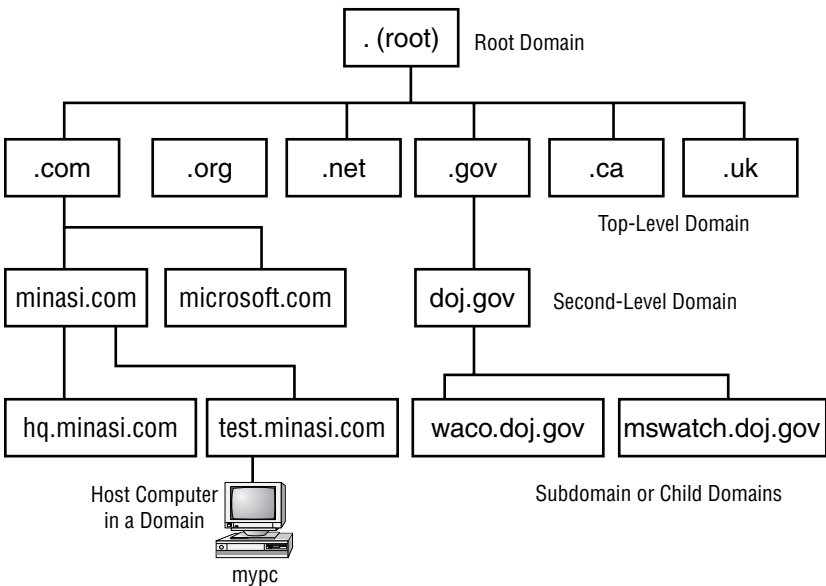 . (root)
Root Domain
.com
.org
.net
.gov
.ca
.uk
Top-Level Domain
minasi.com
microsoft.com
doj.gov
Second-Level Domain
hq.minasi.com
test.minasi.com
waco.doj.gov
mswatch.doj.gov
Host Computer
in a Domain
Subdomain or Child Domains
mypc